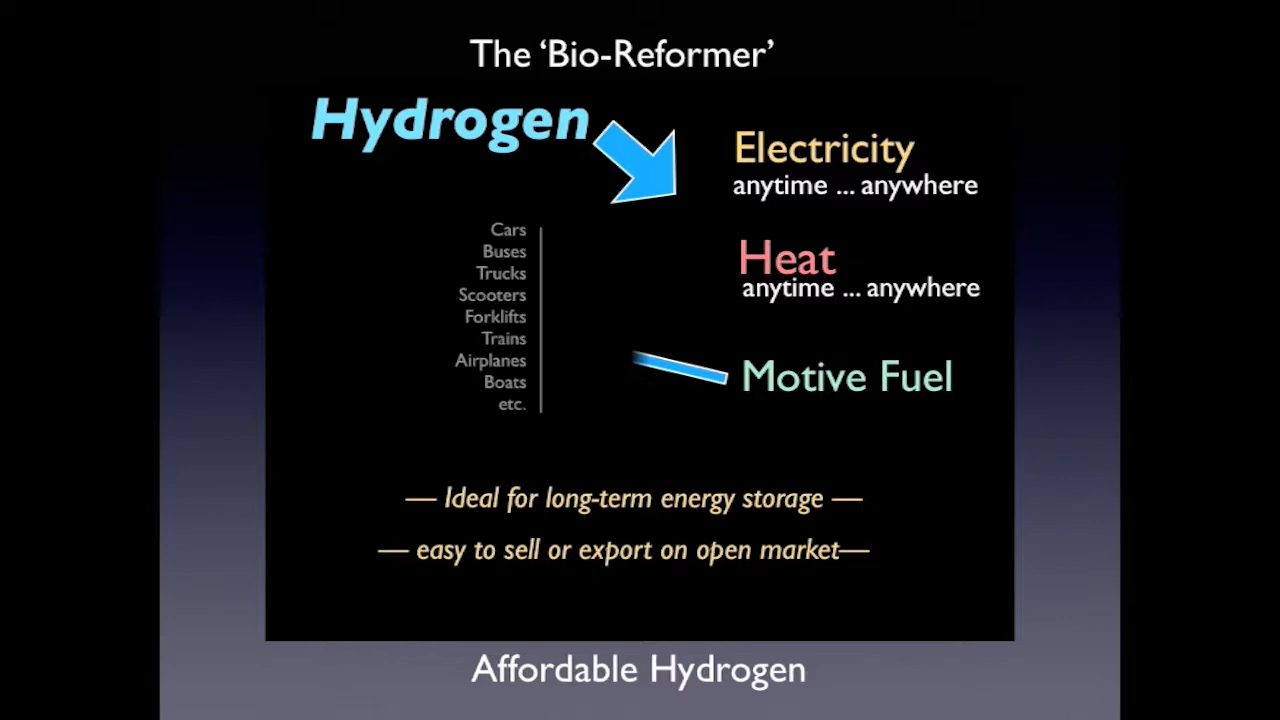 The ‘Bio-Reformer’
Hydrogen
Electricity
anytime ... anywhere
Heat
anytime ... anywhere
Cars
Buses
Trucks
Scooters
Forklifts
Trains
Airplanes
Boats
etc.
Motive Fuel
— Ideal for long-term energy storage —
— easy to sell or export on open market—
Affordable Hydrogen